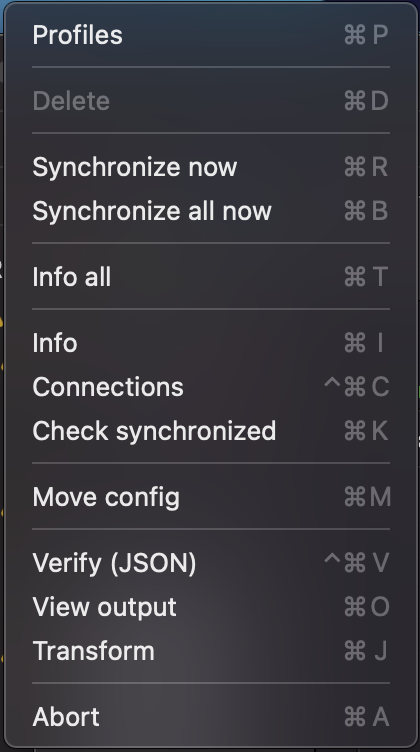 Profiles ⌘ P
Delete ⌘ D
Synchronize now ⌘ R
Synchronize all now ⌘ B
Info all ⌘ T
Info ⌘ I
Connections ^⌘ C
Check synchronized ⌘ K
Move config ⌘ M
Verify (JSON) ^⌘ V
View output ⌘ O
Transform ⌘ J
Abort ⌘ A